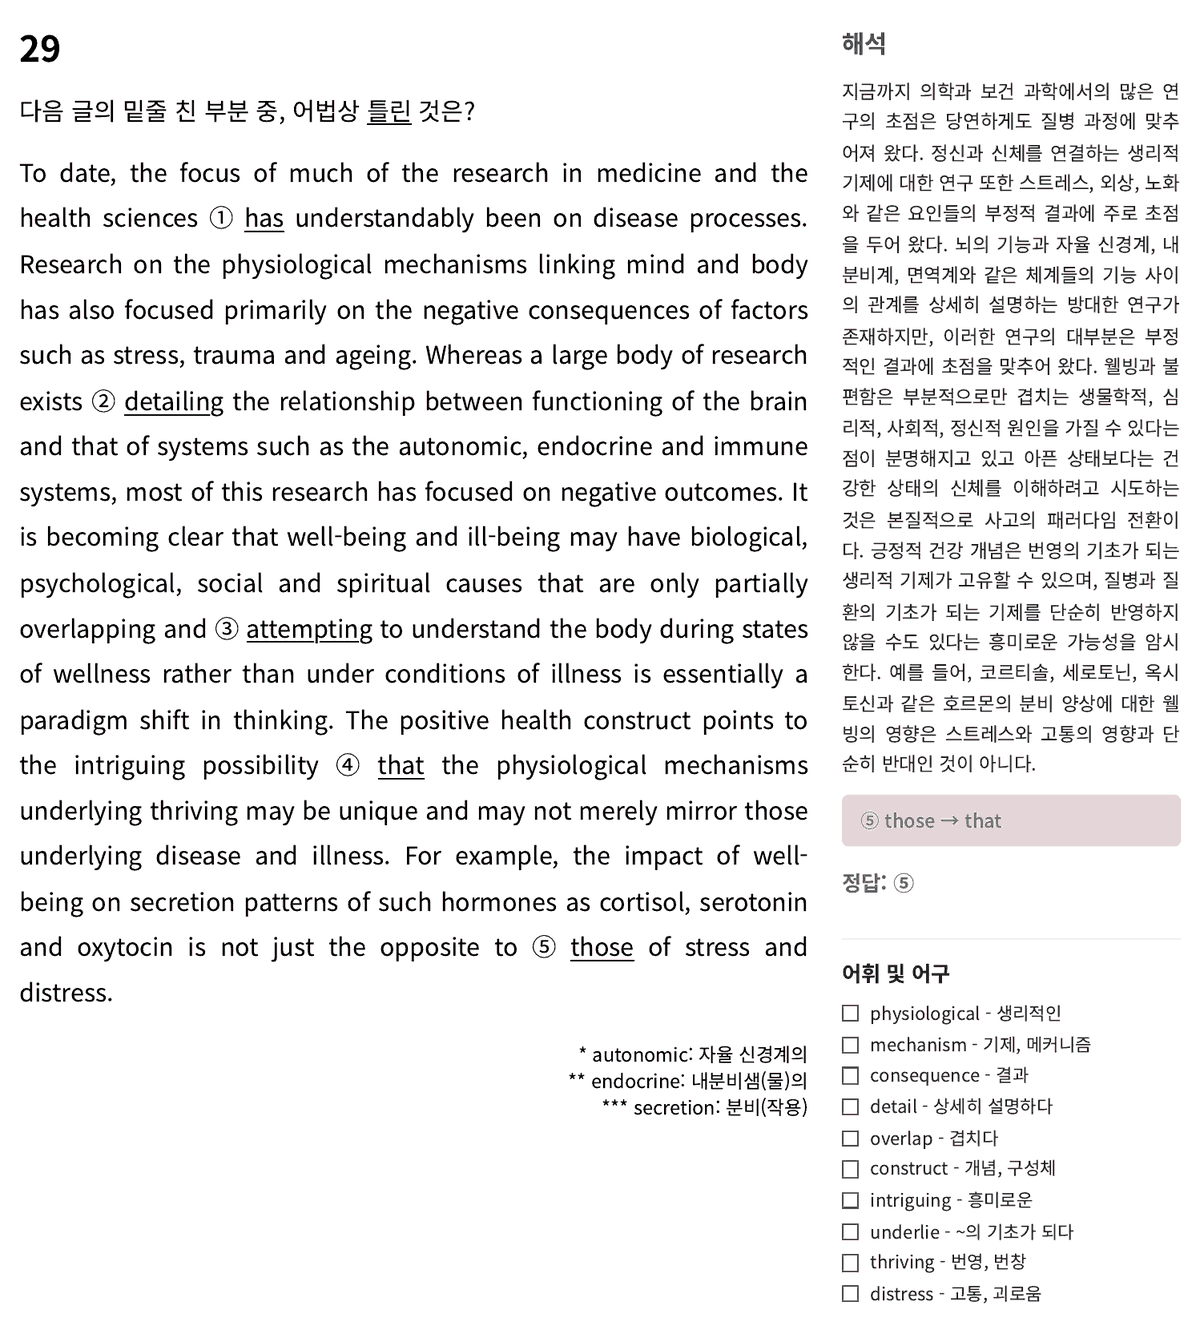 29
다음 글의 밑줄 친 부분 중, 어법상 틀린 것은?
To date, the focus of much of the research in medicine and the
health sciences ① has understandably been on disease processes.
Research on the physiological mechanisms linking mind and body
has also focused primarily on the negative consequences of factors
such as stress, trauma and ageing. Whereas a large body of research
exists ② detailing the relationship between functioning of the brain
and that of systems such as the autonomic, endocrine and immune
systems, most of this research has focused on negative outcomes. It
is becoming clear that well-being and ill-being may have biological,
psychological, social and spiritual causes that are only partially
overlapping and ③ attempting to understand the body during states
of wellness rather than under conditions of illness is essentially a
paradigm shift in thinking. The positive health construct points to
the intriguing possibility ④ that the physiological mechanisms
underlying thriving may be unique and may not merely mirror those
underlying disease and illness. For example, the impact of well-
being on secretion patterns of such hormones as cortisol, serotonin
and oxytocin is not just the opposite to ⑤ those of stress and
distress.
* autonomic: 자율 신경계의
** endocrine: 내분비샘(물)의
*** secretion: 분비(작용)
해석
지금까지 의학과 보건 과학에서의 많은 연
구의 초점은 당연하게도 질병 과정에 맞추
어져 왔다. 정신과 신체를 연결하는 생리적
기제에 대한 연구 또한 스트레스, 외상, 노화
와 같은 요인들의 부정적 결과에 주로 초점
을 두어 왔다. 뇌의 기능과 자율 신경계, 내
분비계, 면역계와 같은 체계들의 기능 사이
의 관계를 상세히 설명하는 방대한 연구가
존재하지만, 이러한 연구의 대부분은 부정
적인 결과에 초점을 맞추어 왔다. 웰빙과 불
편함은 부분적으로만 겹치는 생물학적, 심
리적, 사회적, 정신적 원인을 가질 수 있다는
점이 분명해지고 있고 아픈 상태보다는 건
강한 상태의 신체를 이해하려고 시도하는
것은 본질적으로 사고의 패러다임 전환이
다. 긍정적 건강 개념은 번영의 기초가 되는
생리적 기제가 고유할 수 있으며, 질병과 질
환의 기초가 되는 기제를 단순히 반영하지
않을 수도 있다는 흥미로운 가능성을 암시
한다. 예를 들어, 코르티솔, 세로토닌, 옥시
토신과 같은 호르몬의 분비 양상에 대한 웰
빙의 영향은 스트레스와 고통의 영향과 단
순히 반대인 것이 아니다.
⑤ those → that
정답: ⑤
어휘 및 어구
□ physiological - 생리적인
□ mechanism - 기제, 메커니즘
□ consequence - 결과
□ detail - 상세히 설명하다
□ overlap - 겹치다
□ construct - 개념, 구성체
□ intriguing - 흥미로운
□ underlie - ~의 기초가 되다
□ thriving - 번영, 번창
□ distress - 고통, 괴로움